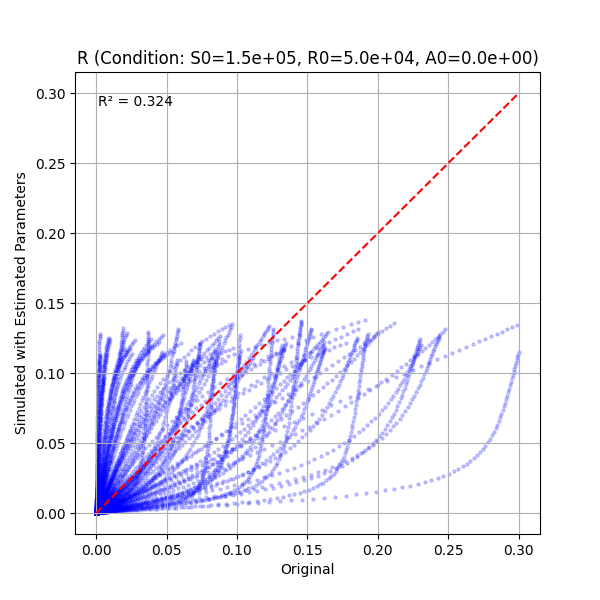 R (Condition: S0=1.5e+05, R0=5.0e+04, A0=0.0e+00)
R² = 0.324
0.30
0.25
0.20
0.15
0.10
0.05
0.00
Simulated with Estimated Parameters
0.00 0.05 0.10 0.15 0.20 0.25 0.30
Original